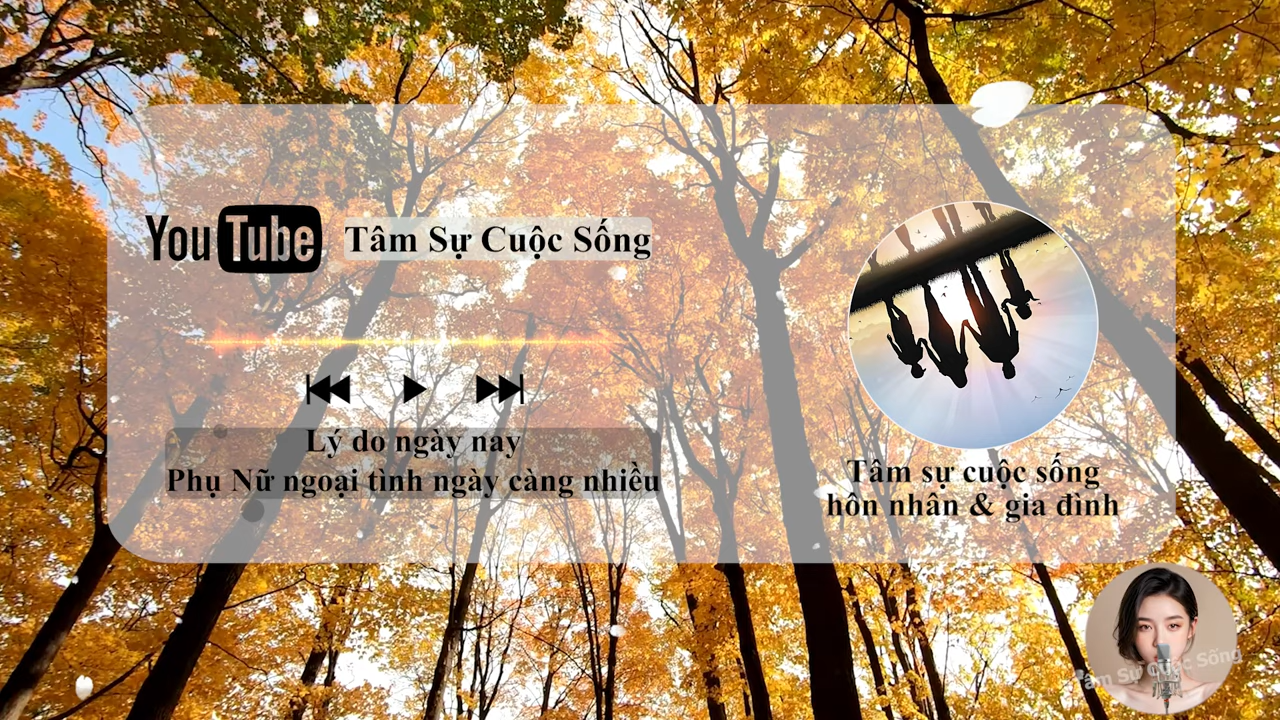 YouTube Tâm Sự Cuộc Sống
Lý do ngày nay
Phụ Nữ ngoại tình ngày càng nhiều
Tâm sự cuộc sống
hôn nhân & gia đình
Tâm Sự Cuộc Sống